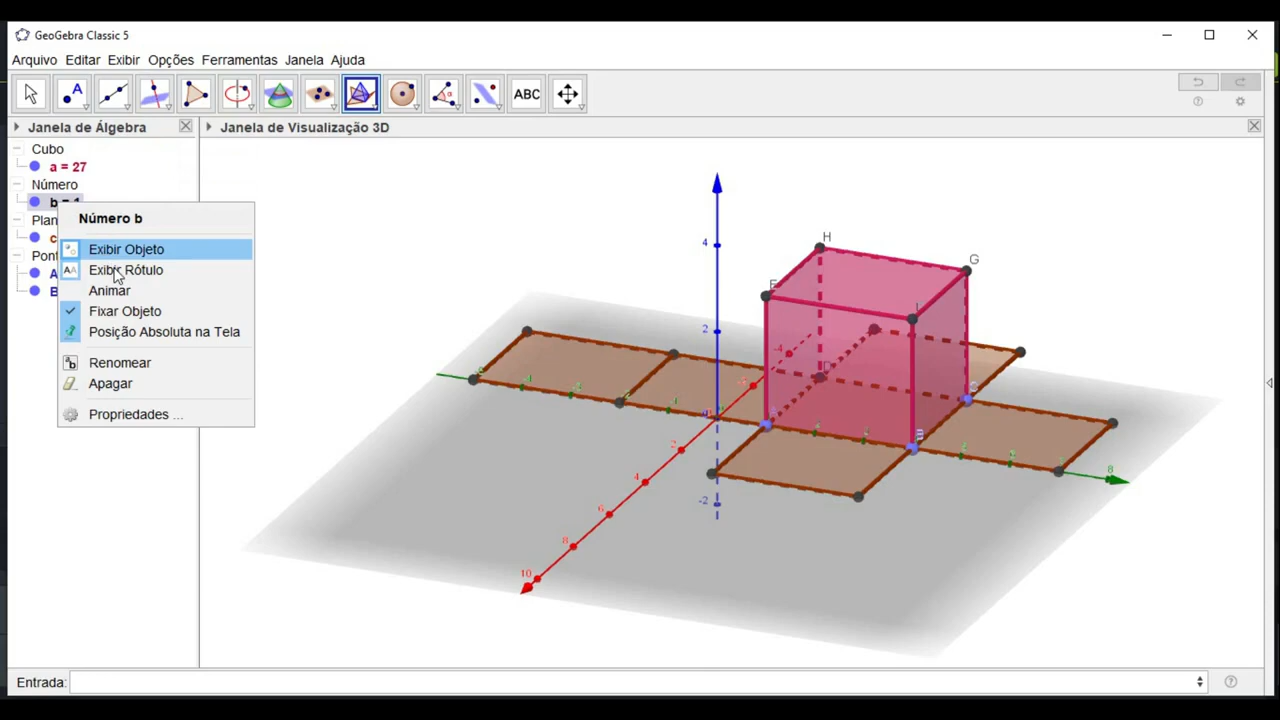 GeoGebra Classic 5
Arquivo Editar Exibir Opções Ferramentas Janela Ajuda
ABC
Janela de Álgebra
Janela de Visualização 3D
Cubo
a = 27
Número
b = 1
Número b
Exibir Objeto
Exibir Rótulo
Animar
Fixar Objeto
Posição Absoluta na Tela
Renomear
Apagar
Propriedades ...
H
G
4
2
-4
2
4
6
8
10
-2
8
B
Entrada: